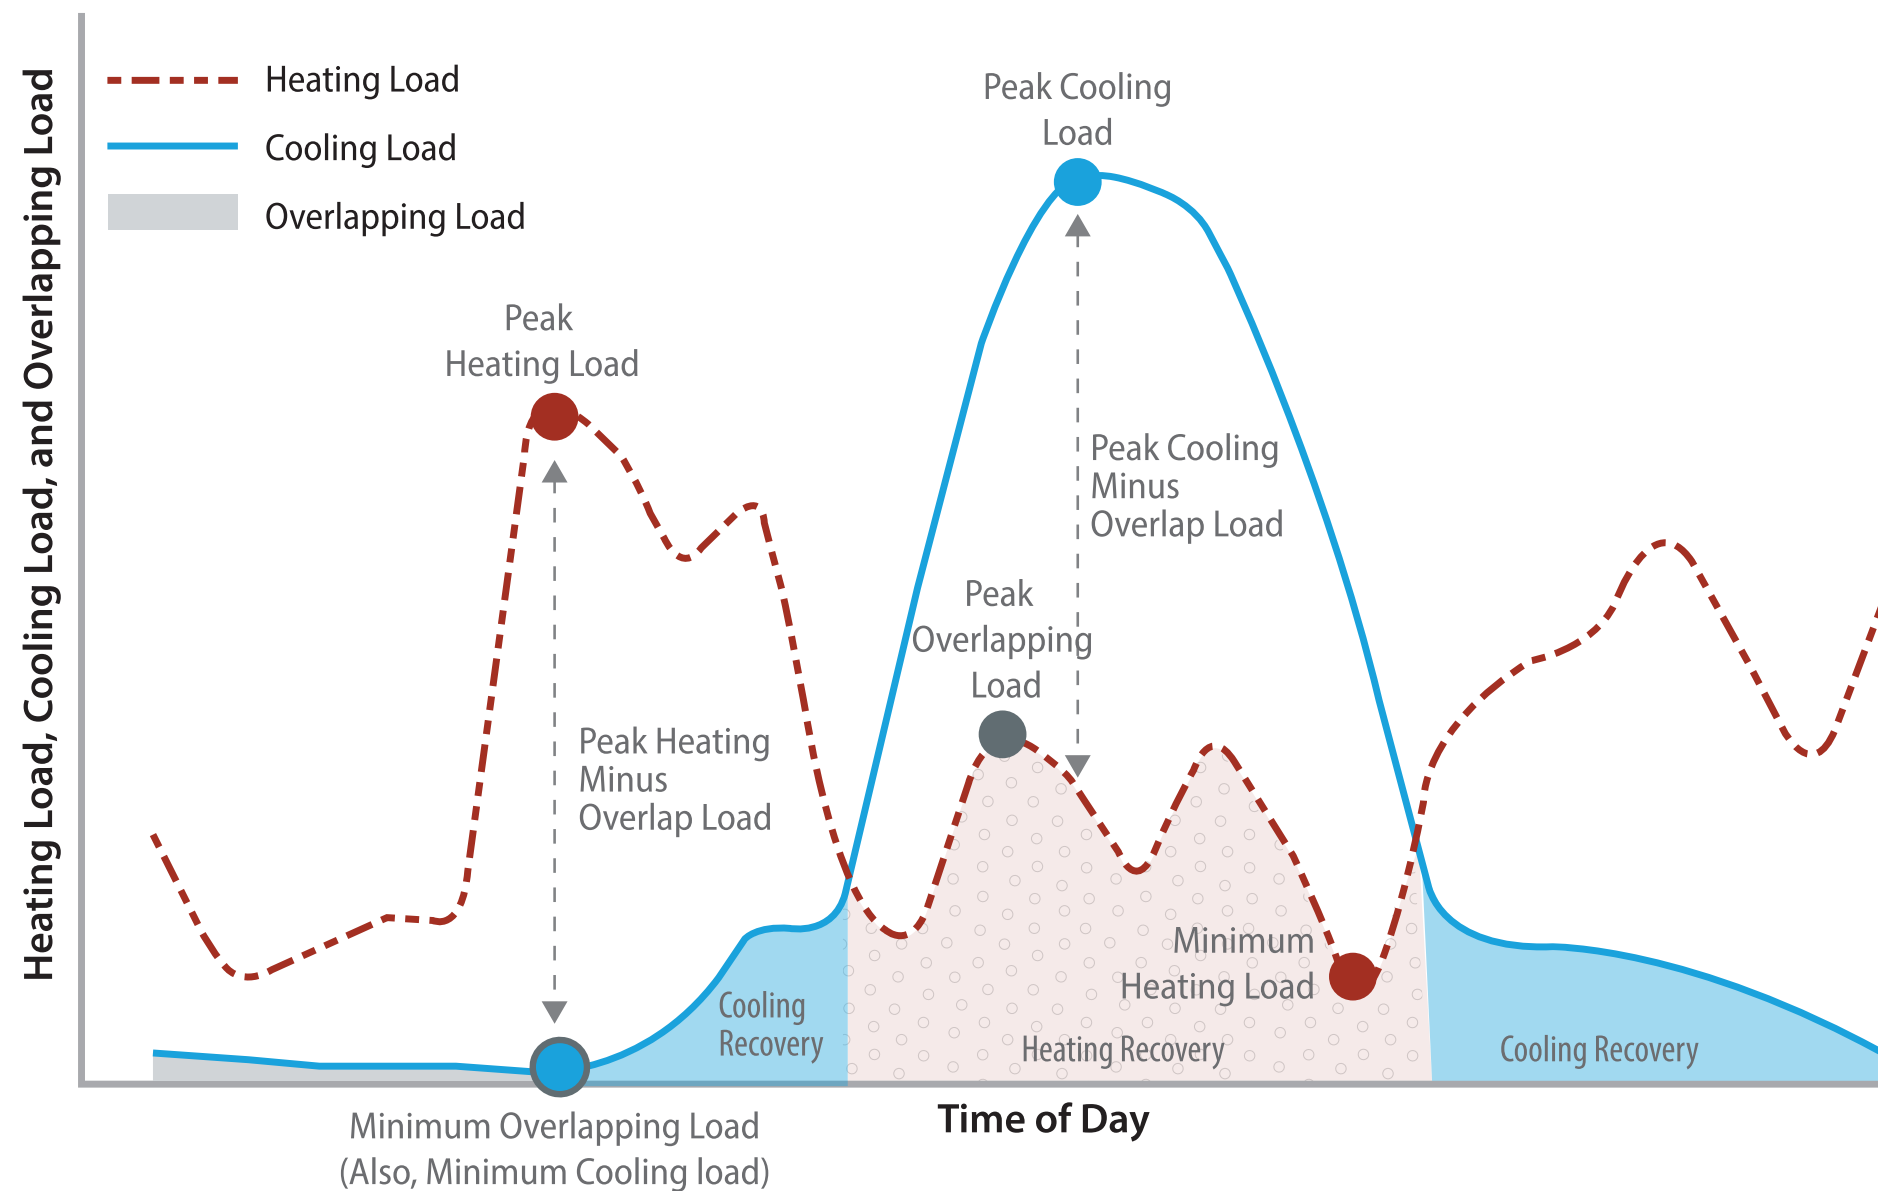 Heating Load, Cooling Load, and Overlapping Load
Heating Load
Cooling Load
Overlapping Load
Peak Cooling
Load
Peak
Heating Load
Peak Cooling
Minus
Overlap Load
Peak
Overlapping
Load
Peak Heating
Minus
Overlap Load
Minimum
Heating Load
Cooling
Recovery
Heating Recovery
Cooling Recovery
Time of Day
Minimum Overlapping Load
(Also, Minimum Cooling load)